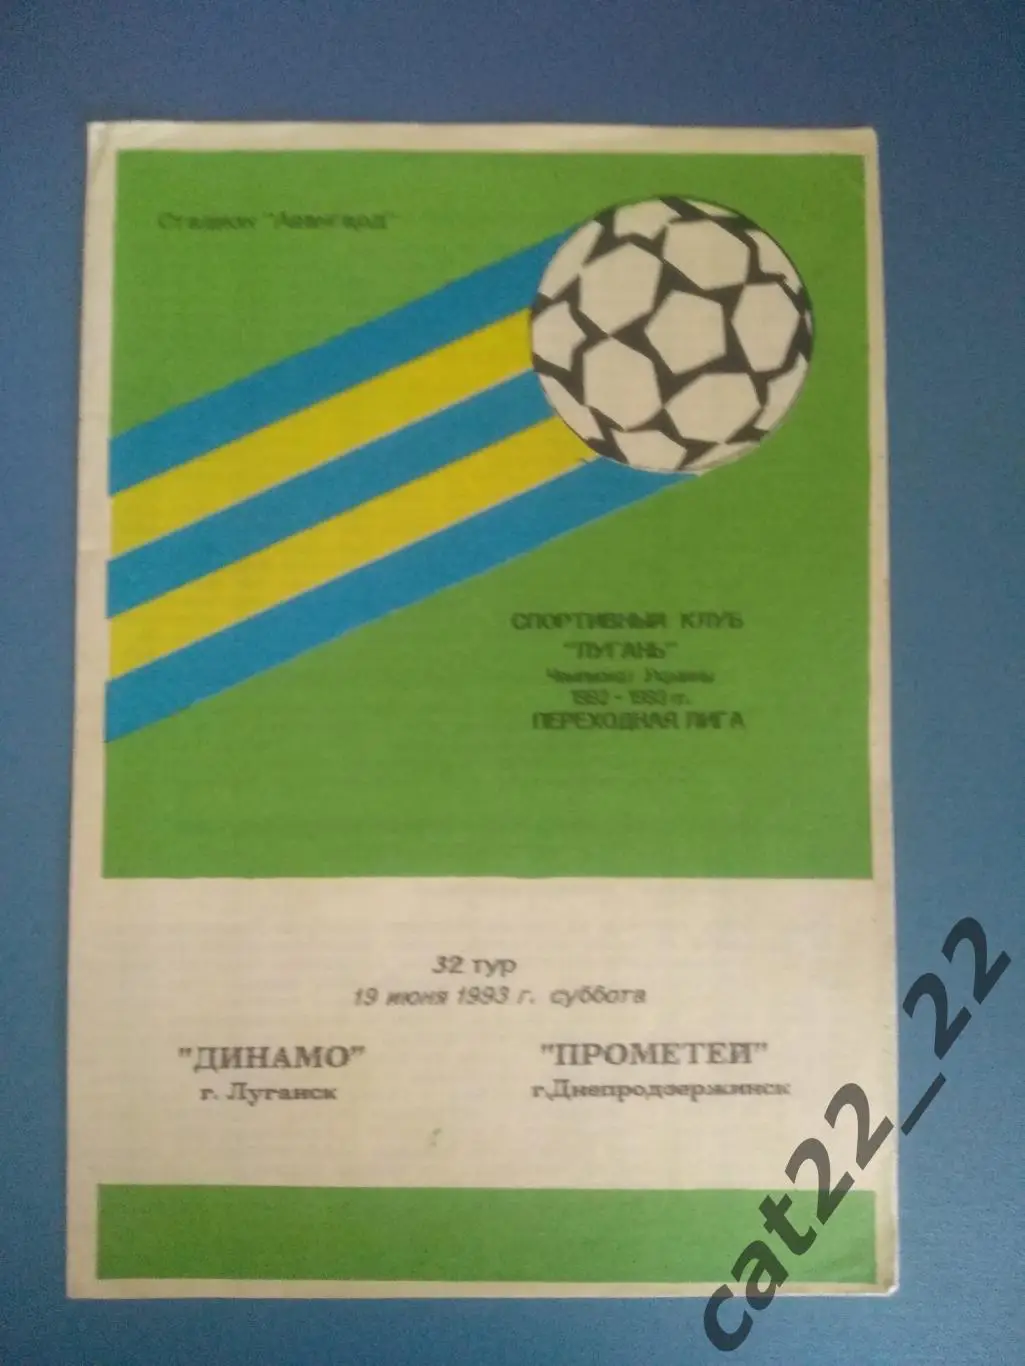 Стадион "Авангард"
СПОРТИВНЫЙ КЛУБ
"ЛУГАНЬ"
Чемпионат Украины
1992 - 1993 гг.
ПЕРЕХОДНАЯ ЛИГА
32 тур
19 июня 1993 г. суббота
"ДИНАМО" "ПРОМЕТЕЙ"
г. Луганск г.Днепродзержинск
cat22_22